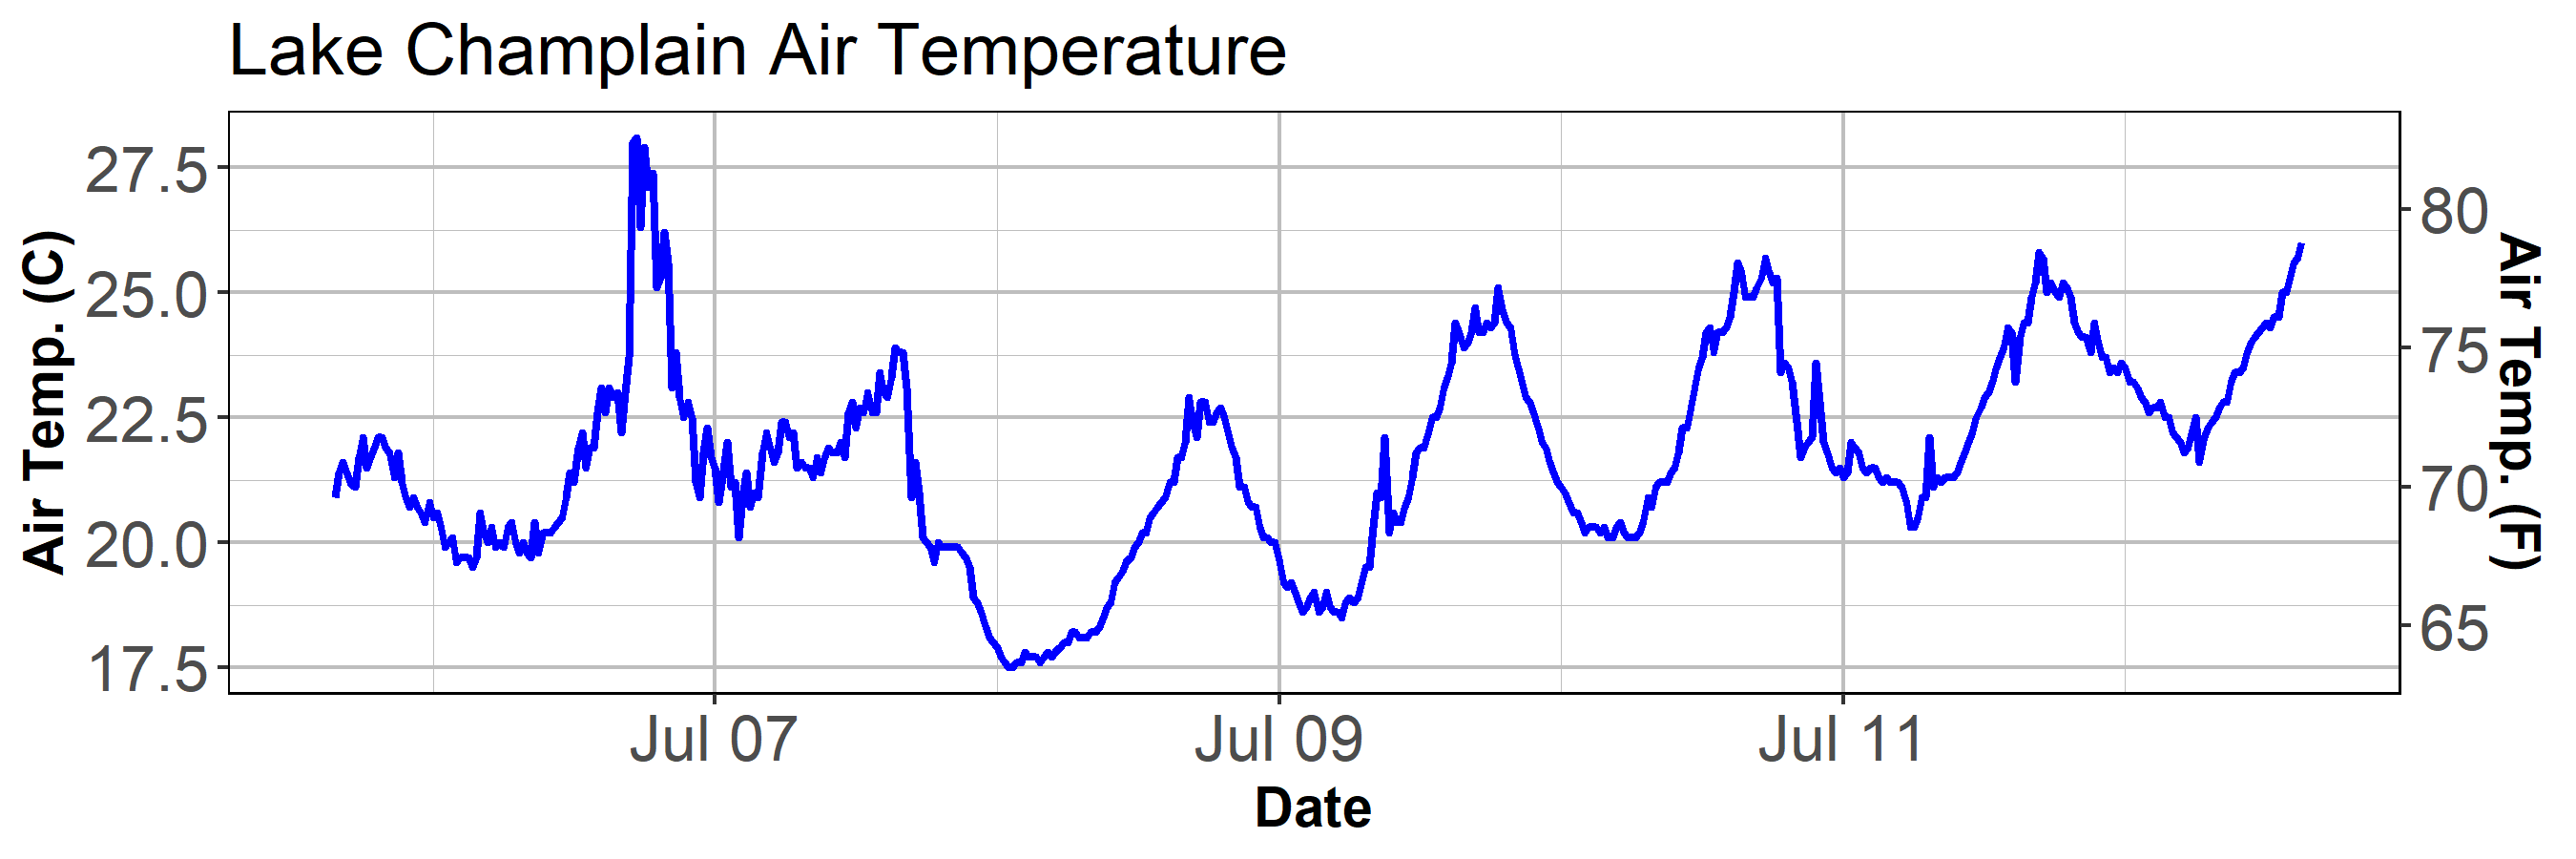 Lake Champlain Air Temperature
Air Temp. (C)
27.5
25.0
22.5
20.0
17.5
80
75
70
65
Air Temp. (F)
Jul 07 Jul 09 Jul 11
Date